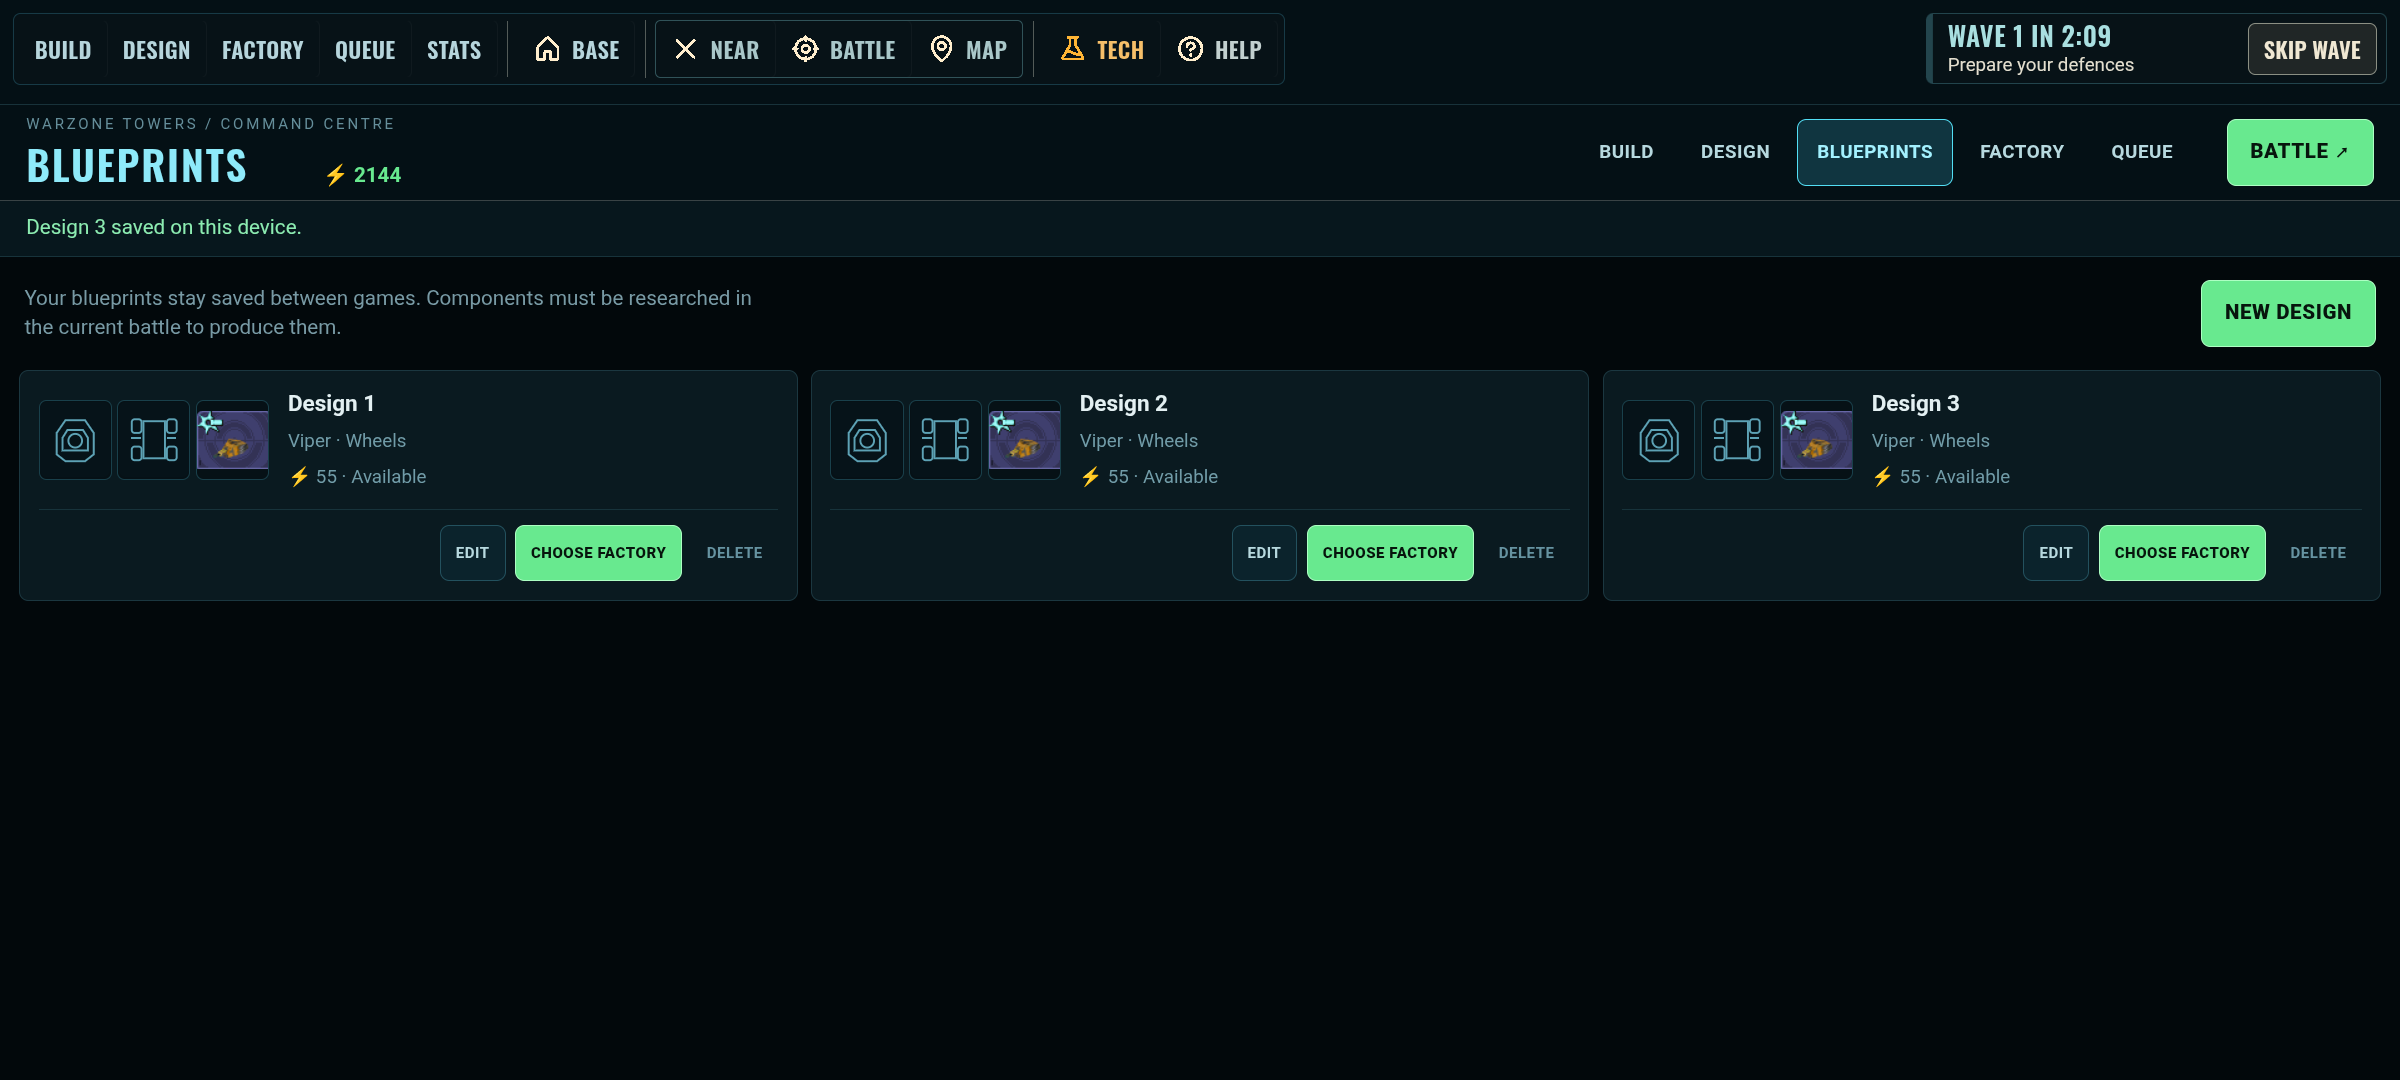 BUILD DESIGN FACTORY QUEUE STATS BASE NEAR BATTLE MAP TECH HELP
WAVE 1 IN 2:09
Prepare your defences
SKIP WAVE
WARZONE TOWERS / COMMAND CENTRE
BLUEPRINTS
⚡ 2144
BUILD DESIGN BLUEPRINTS FACTORY QUEUE BATTLE ↗
Design 3 saved on this device.
Your blueprints stay saved between games. Components must be researched in
the current battle to produce them.
NEW DESIGN
Design 1
Viper · Wheels
⚡ 55 · Available
EDIT CHOOSE FACTORY DELETE
Design 2
Viper · Wheels
⚡ 55 · Available
EDIT CHOOSE FACTORY DELETE
Design 3
Viper · Wheels
⚡ 55 · Available
EDIT CHOOSE FACTORY DELETE